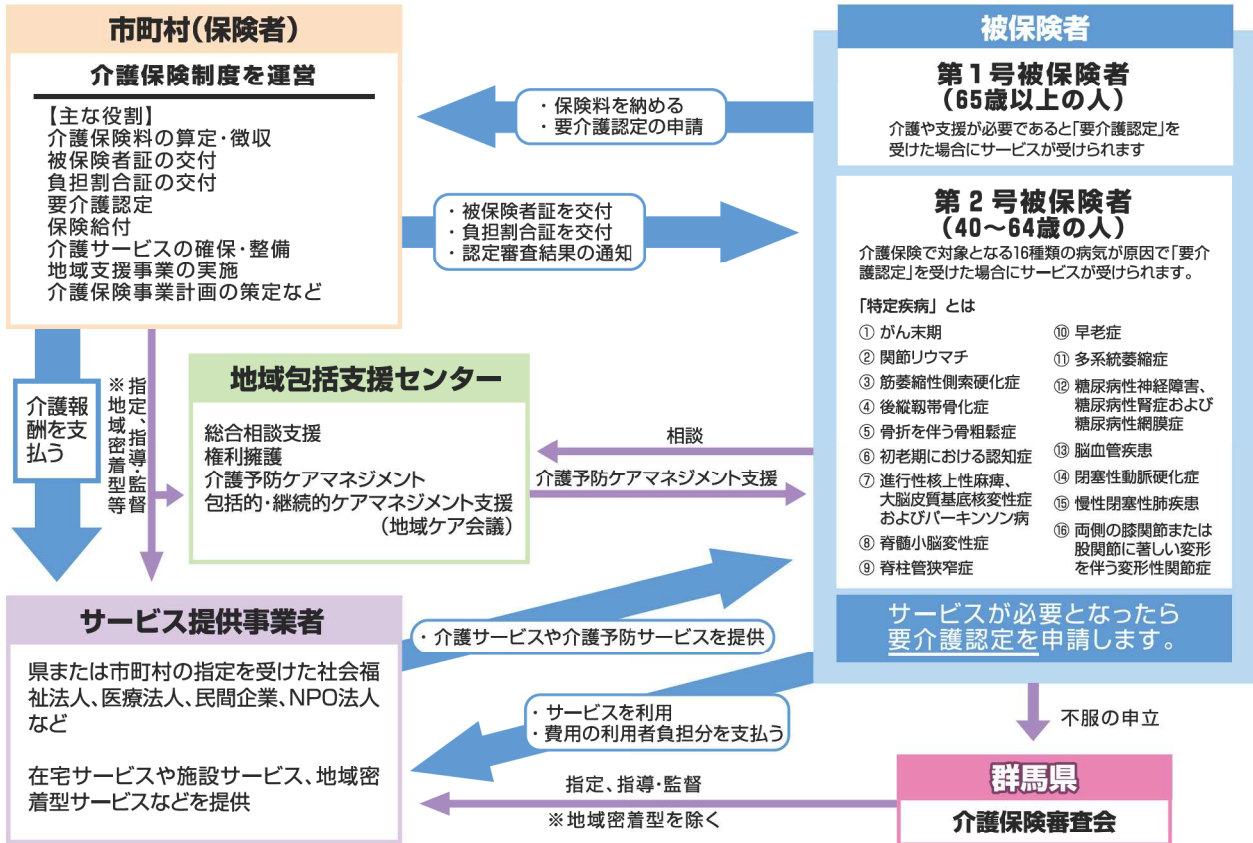 市町村(保険者)
介護保険制度を運営
【主な役割】
介護保険料の算定・徴収
被保険者証の交付
負担割合証の交付
要介護認定
保険給付
介護サービスの確保・整備
地域支援事業の実施
介護保険事業計画の策定など
・保険料を納める
・要介護認定の申請
・被保険者証を交付
・負担割合証を交付
・認定審査結果の通知
被保険者
第1号被保険者
(65歳以上の人)
介護や支援が必要であると「要介護認定」を
受けた場合にサービスが受けられます
第2号被保険者
(40〜64歳の人)
介護保険で対象となる16種類の病気が原因で「要介
護認定」を受けた場合にサービスが受けられます。
「特定疾病」とは
① がん末期
② 関節リウマチ
③ 筋萎縮性側索硬化症
④ 後縦靱帯骨化症
⑤ 骨折を伴う骨粗鬆症
⑥ 初老期における認知症
⑦ 進行性核上性麻痺、
大脳皮質基底核変性症
およびパーキンソン病
⑧ 脊髄小脳変性症
⑨ 脊柱管狭窄症
⑩ 早老症
⑪ 多系統萎縮症
⑫ 糖尿病性神経障害、
糖尿病性腎症および
糖尿病性網膜症
⑬ 脳血管疾患
⑭ 閉塞性動脈硬化症
⑮ 慢性閉塞性肺疾患
⑯ 両側の膝関節または
股関節に著しい変形
を伴う変形性関節症
サービスが必要となったら
要介護認定を申請します。
介護報
酬を支
払う
指定、指導・監督
※地域密着型等
地域包括支援センター
総合相談支援
権利擁護
介護予防ケアマネジメント
包括的・継続的ケアマネジメント支援
(地域ケア会議)
相談
介護予防ケアマネジメント支援
サービス提供事業者
県または市町村の指定を受けた社会福
祉法人、医療法人、民間企業、NPO法人
など
在宅サービスや施設サービス、地域密
着型サービスなどを提供
・介護サービスや介護予防サービスを提供
・サービスを利用
・費用の利用者負担分を支払う
不服の申立
指定、指導・監督
※地域密着型を除く
群馬県
介護保険審査会